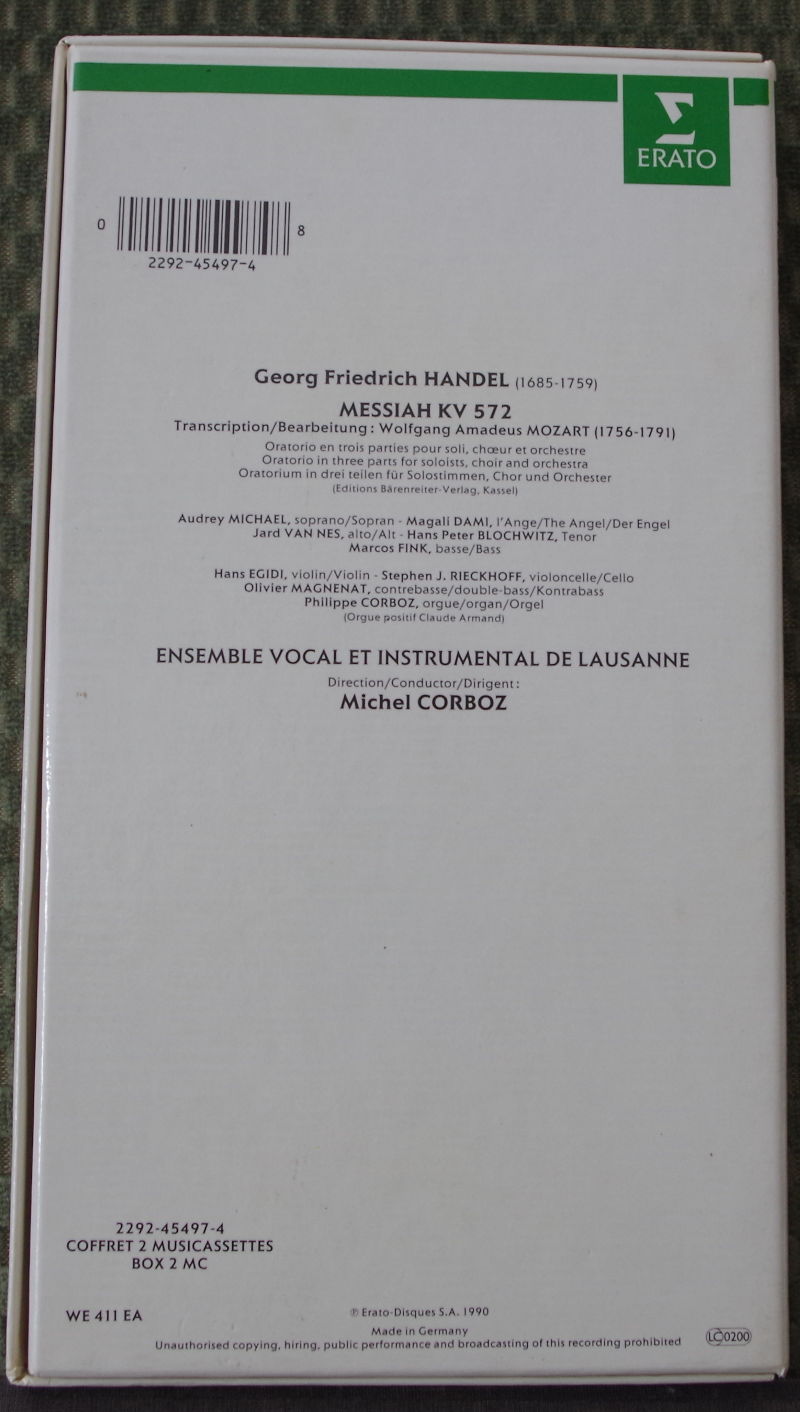 ERATO
0 8
2292-45497-4
Georg Friedrich HANDEL (1685-1759)
MESSIAH KV 572
Transcription/Bearbeitung : Wolfgang Amadeus MOZART (1756-1791)
Oratorio en trois parties pour soli, chœur et orchestre
Oratorio in three parts for soloists, choir and orchestra
Oratorium in drei teilen für Solostimmen, Chor und Orchester
(Editions Bärenreiter-Verlag, Kassel)
Audrey MICHAEL, soprano/Sopran - Magali DAMI, l'Ange/The Angel/Der Engel
Jard VAN NES, alto/Alt - Hans Peter BLOCHWITZ, Tenor
Marcos FINK, basse/Bass
Hans EGIDI, violin/Violin - Stephen J. RIECKHOFF, violoncelle/Cello
Olivier MAGNENAT, contrebasse/double-bass/Kontrabass
Philippe CORBOZ, orgue/organ/Orgel
(Orgue positif Claude Armand)
ENSEMBLE VOCAL ET INSTRUMENTAL DE LAUSANNE
Direction/Conductor/Dirigent :
Michel CORBOZ
2292-45497-4
COFFRET 2 MUSICASSETTES
BOX 2 MC
WE 411 EA
℗ Erato-Disques S.A. 1990
Made in Germany
Unauthorised copying, hiring, public performance and broadcasting of this recording prohibited
LC 0200